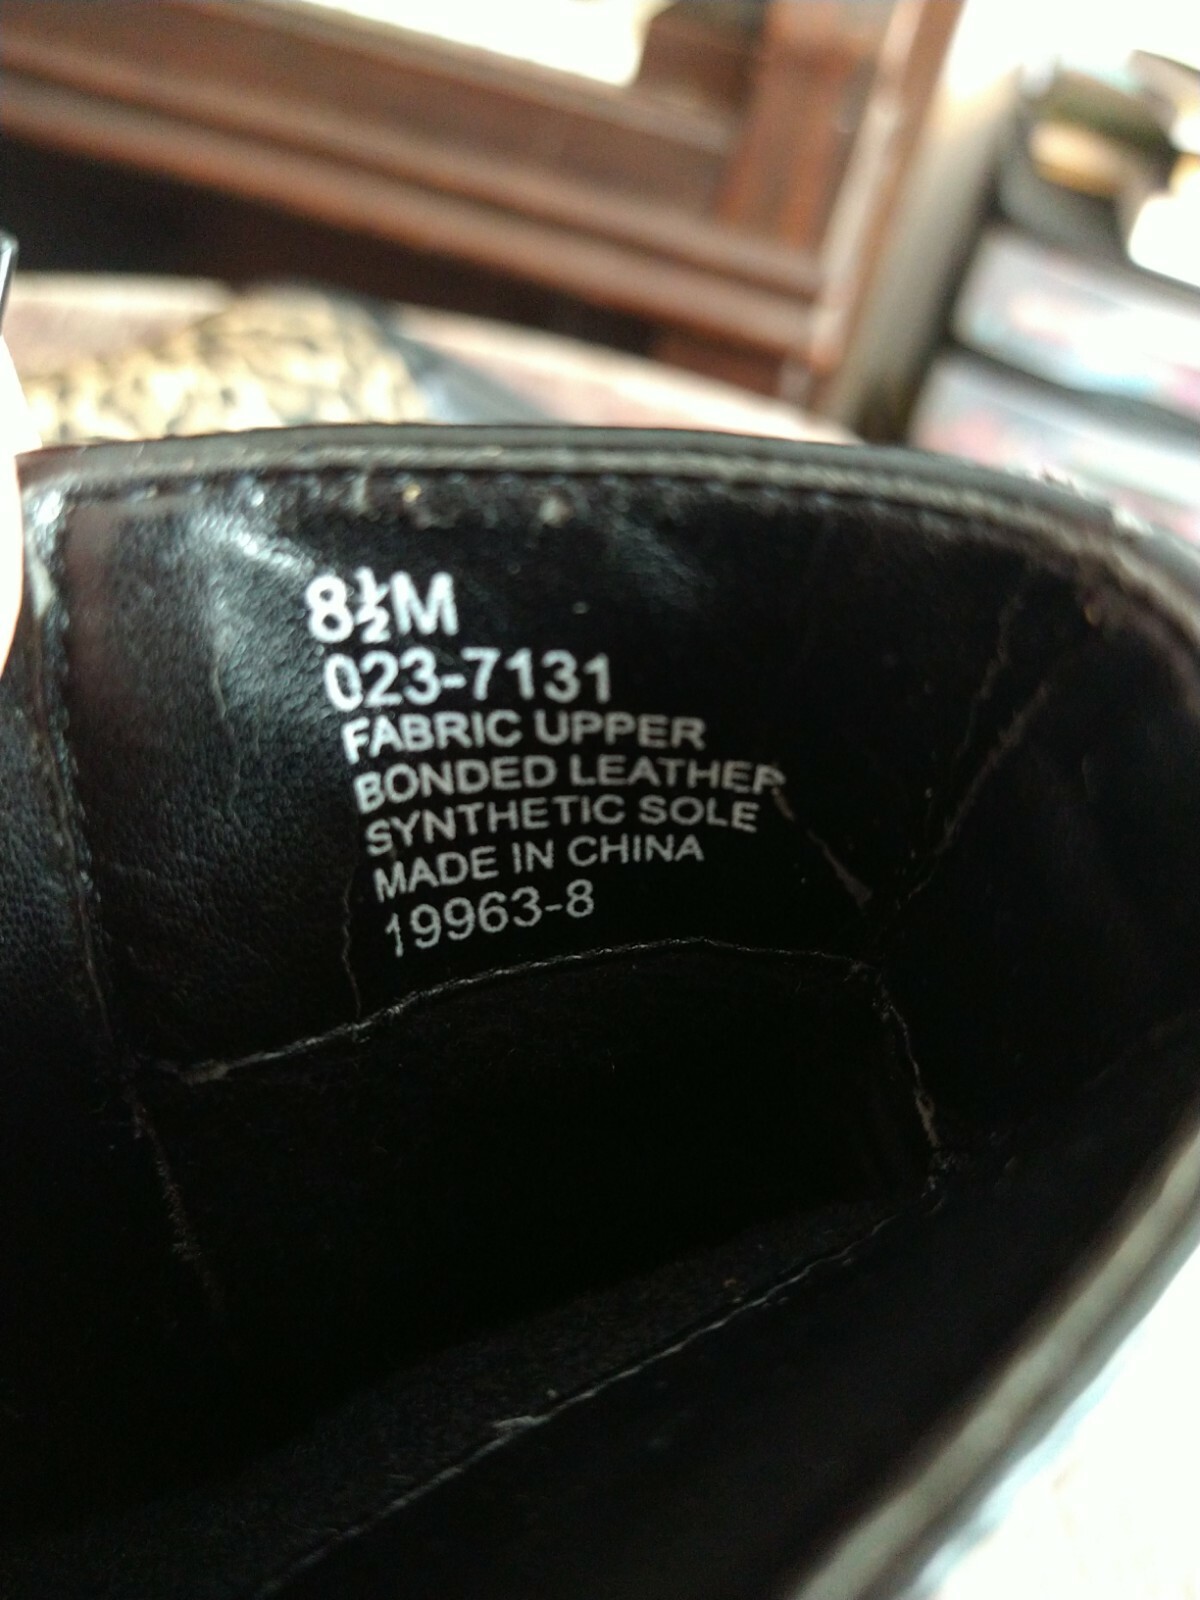 8½M
023-7131
FABRIC UPPER
BONDED LEATHER
SYNTHETIC SOLE
MADE IN CHINA
19963-8